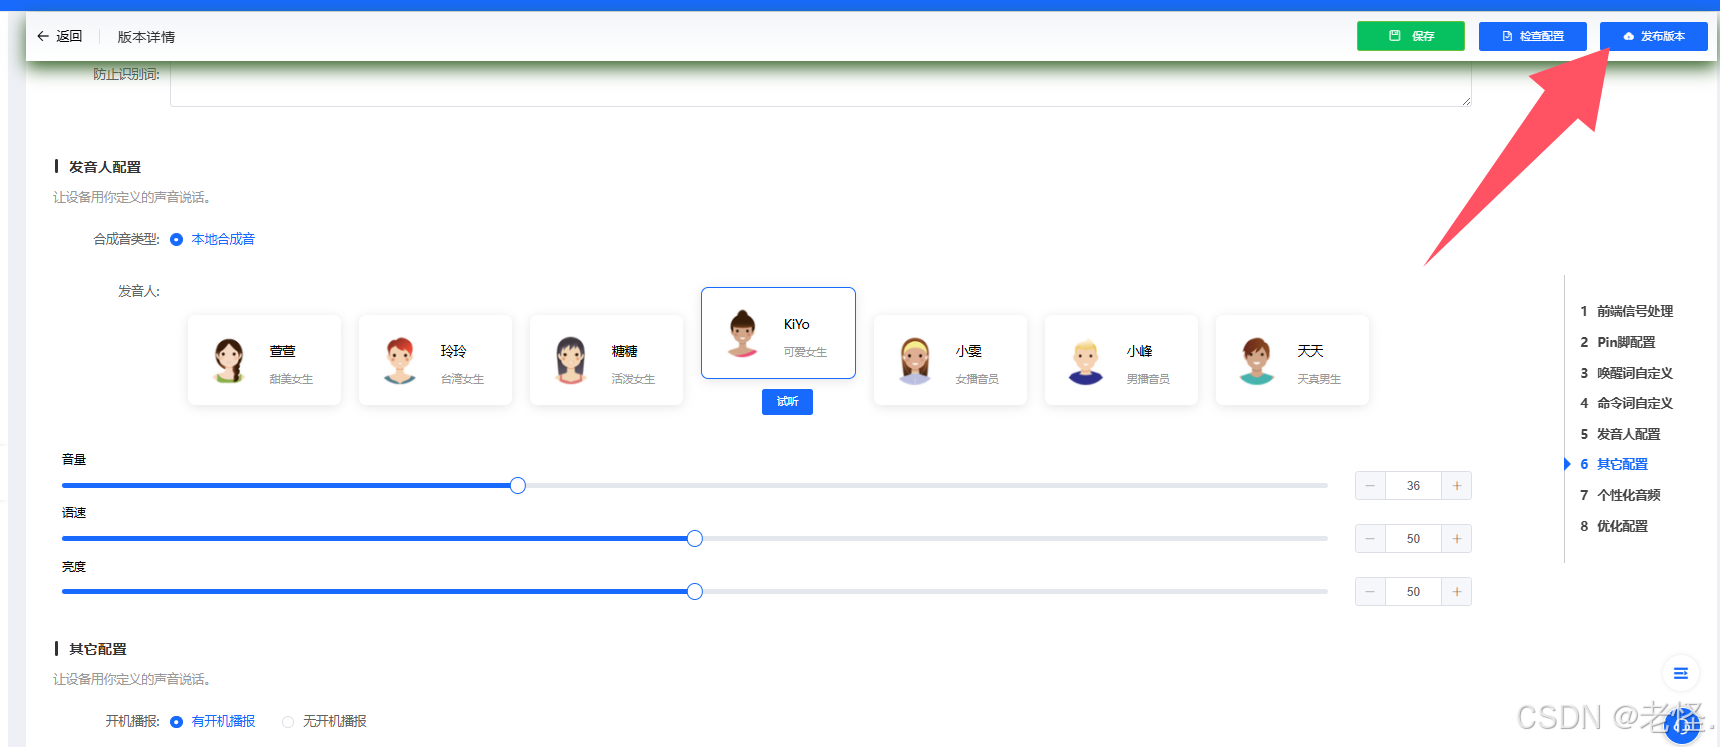 返回
版本详情
保存
检查配置
发布版本
防止识别词:
发音人配置
让设备用你定义的声音说话。
合成音类型:
本地合成音
发音人:
萱萱
甜美女生
玲玲
台湾女生
糖糖
活泼女生
KiYo
可爱女生
试听
小雯
女播音员
小峰
男播音员
天天
天真男生
音量
36
语速
50
亮度
50
其它配置
让设备用你定义的声音说话。
开机播报:
有开机播报
无开机播报
1 前端信号处理
2 Pin脚配置
3 唤醒词自定义
4 命令词自定义
5 发音人配置
6 其它配置
7 个性化音频
8 优化配置
CSDN @老怪.